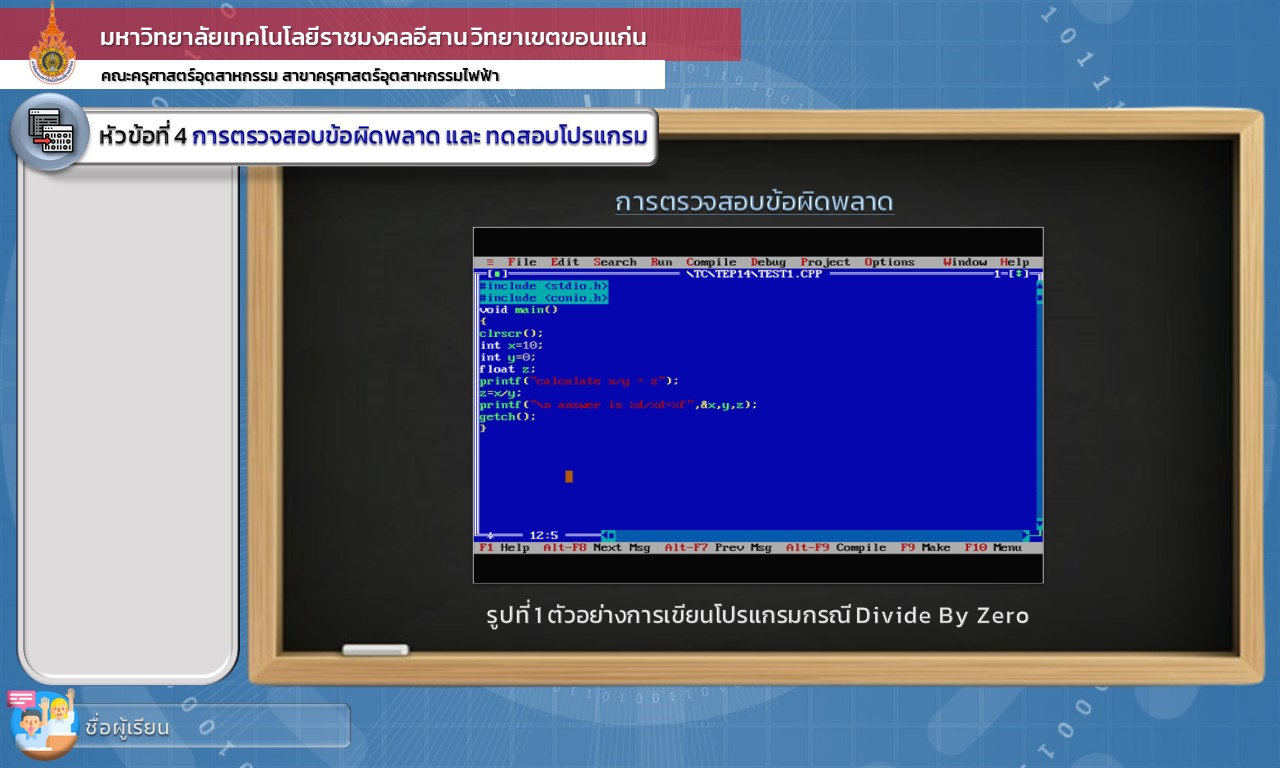 มหาวิทยาลัยเทคโนโลยีราชมงคลอีสาน วิทยาเขตขอนแก่น
คณะครุศาสตร์อุตสาหกรรม สาขาครุศาสตร์อุตสาหกรรมไฟฟ้า
หัวข้อที่ 4 การตรวจสอบข้อผิดพลาด และ ทดสอบโปรแกรม
การตรวจสอบข้อผิดพลาด
≡ File Edit Search Run Compile Debug Project Options Window Help
[■] \TC\TEP14\TEST1.CPP 1=[↕]
#include <stdio.h>
#include <conio.h>
void main()
{
clrscr();
int x=10;
int y=0;
float z;
printf("calculate x/y = z");
z=x/y;
printf("\n answer is %d/%d=%f",&x,y,z);
getch();
}
12:5
F1 Help Alt-F8 Next Msg Alt-F7 Prev Msg Alt-F9 Compile F9 Make F10 Menu
รูปที่ 1 ตัวอย่างการเขียนโปรแกรมกรณี Divide By Zero
ชื่อผู้เรียน